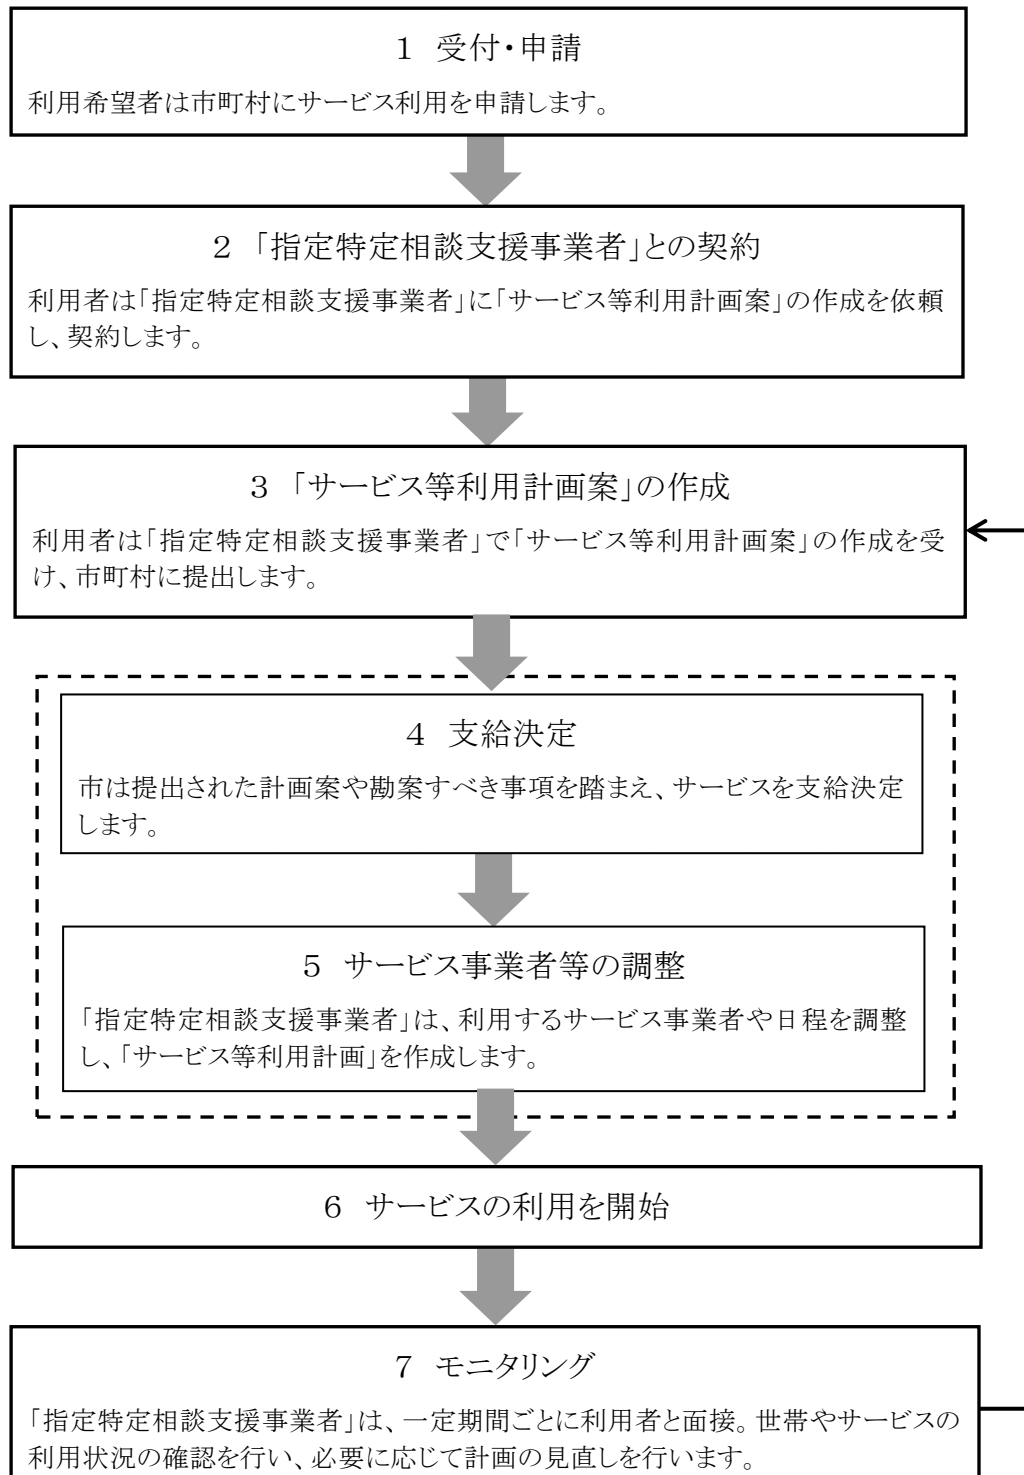 １　受付・申請
利用希望者は市町村にサービス利用を申請します。
２　「指定特定相談支援事業者」との契約
利用者は「指定特定相談支援事業者」に「サービス等利用計画案」の作成を依頼
し、契約します。
３　「サービス等利用計画案」の作成
利用者は「指定特定相談支援事業者」で「サービス等利用計画案」の作成を受
け、市町村に提出します。
４　支給決定
市は提出された計画案や勘案すべき事項を踏まえ、サービスを支給決定
します。
５　サービス事業者等の調整
「指定特定相談支援事業者」は、利用するサービス事業者や日程を調整
し、「サービス等利用計画」を作成します。
６　サービスの利用を開始
７　モニタリング
「指定特定相談支援事業者」は、一定期間ごとに利用者と面接。世帯やサービスの
利用状況の確認を行い、必要に応じて計画の見直しを行います。